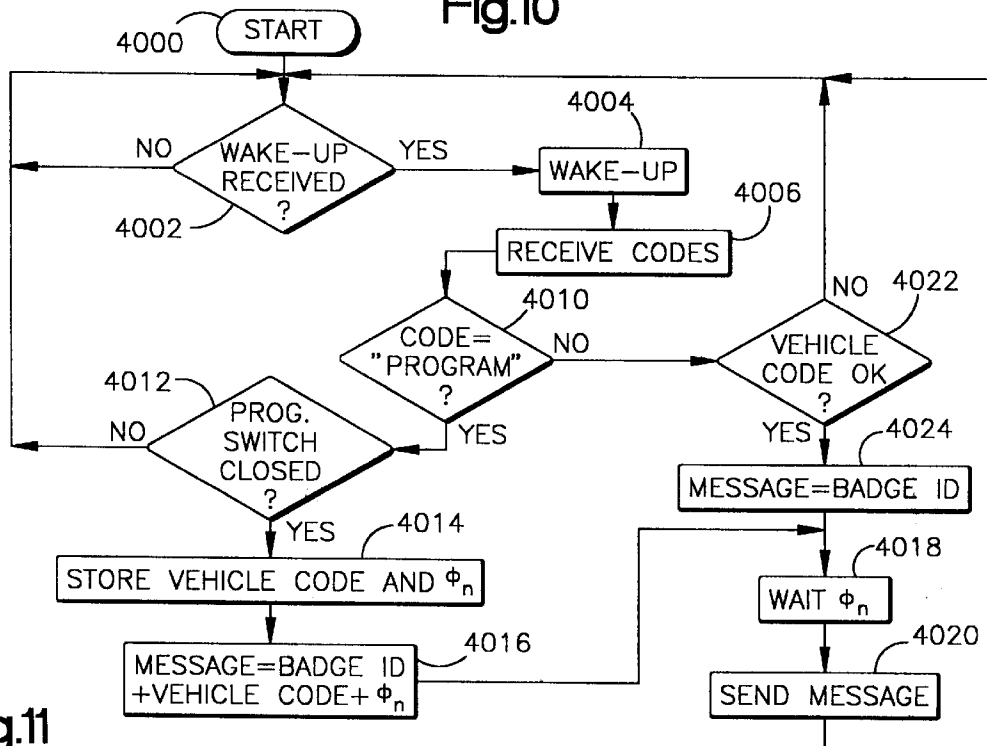 Fig.10
START
4000
4004
NO
WAKE-UP
RECEIVED
?
YES
WAKE-UP
4002
4006
RECEIVE CODES
4010
NO
4022
CODE=
"PROGRAM"
?
NO
VEHICLE
CODE OK
?
4012
PROG.
SWITCH
CLOSED
?
NO
YES
YES
4024
MESSAGE=BADGE ID
YES
4014
STORE VEHICLE CODE AND Φn
4018
WAIT Φn
MESSAGE=BADGE ID
+VEHICLE CODE+Φn
4016
4020
SEND MESSAGE
g.11